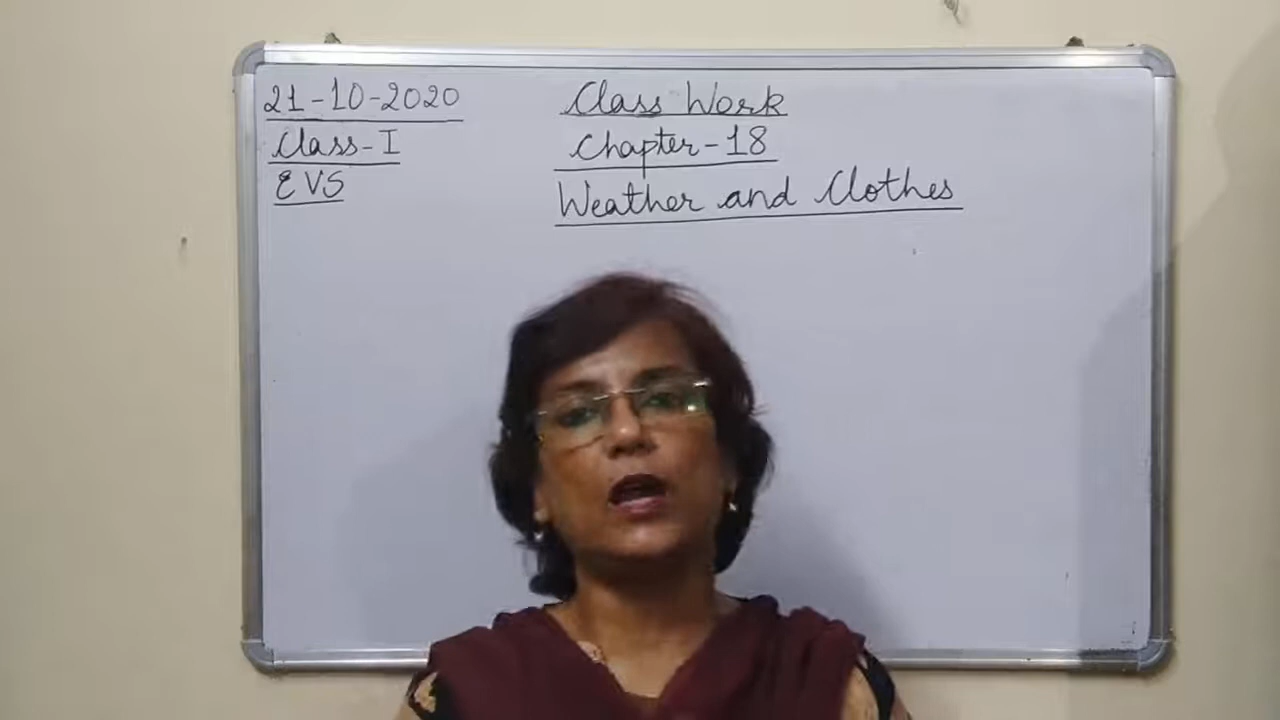 21-10-2020
Class-I
EVS
Class Work
Chapter-18
Weather and Clothes